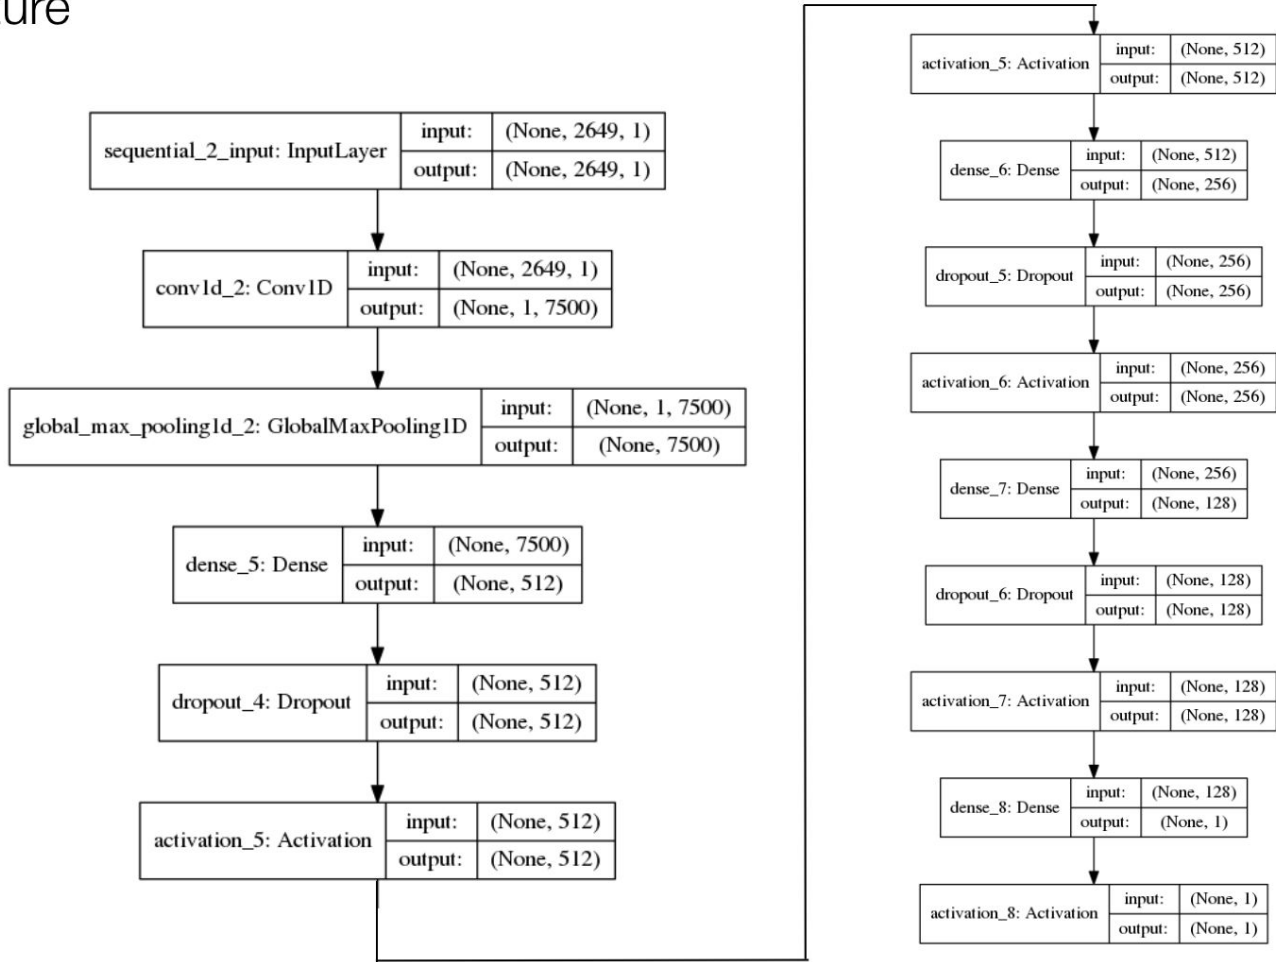 ture
sequential_2_input: InputLayer
input: (None, 2649, 1)
output: (None, 2649, 1)
conv1d_2: Conv1D
input: (None, 2649, 1)
output: (None, 1, 7500)
global_max_pooling1d_2: GlobalMaxPooling1D
input: (None, 1, 7500)
output: (None, 7500)
dense_5: Dense
input: (None, 7500)
output: (None, 512)
dropout_4: Dropout
input: (None, 512)
output: (None, 512)
activation_5: Activation
input: (None, 512)
output: (None, 512)
activation_5: Activation
input: (None, 512)
output: (None, 512)
dense_6: Dense
input: (None, 512)
output: (None, 256)
dropout_5: Dropout
input: (None, 256)
output: (None, 256)
activation_6: Activation
input: (None, 256)
output: (None, 256)
dense_7: Dense
input: (None, 256)
output: (None, 128)
dropout_6: Dropout
input: (None, 128)
output: (None, 128)
activation_7: Activation
input: (None, 128)
output: (None, 128)
dense_8: Dense
input: (None, 128)
output: (None, 1)
activation_8: Activation
input: (None, 1)
output: (None, 1)